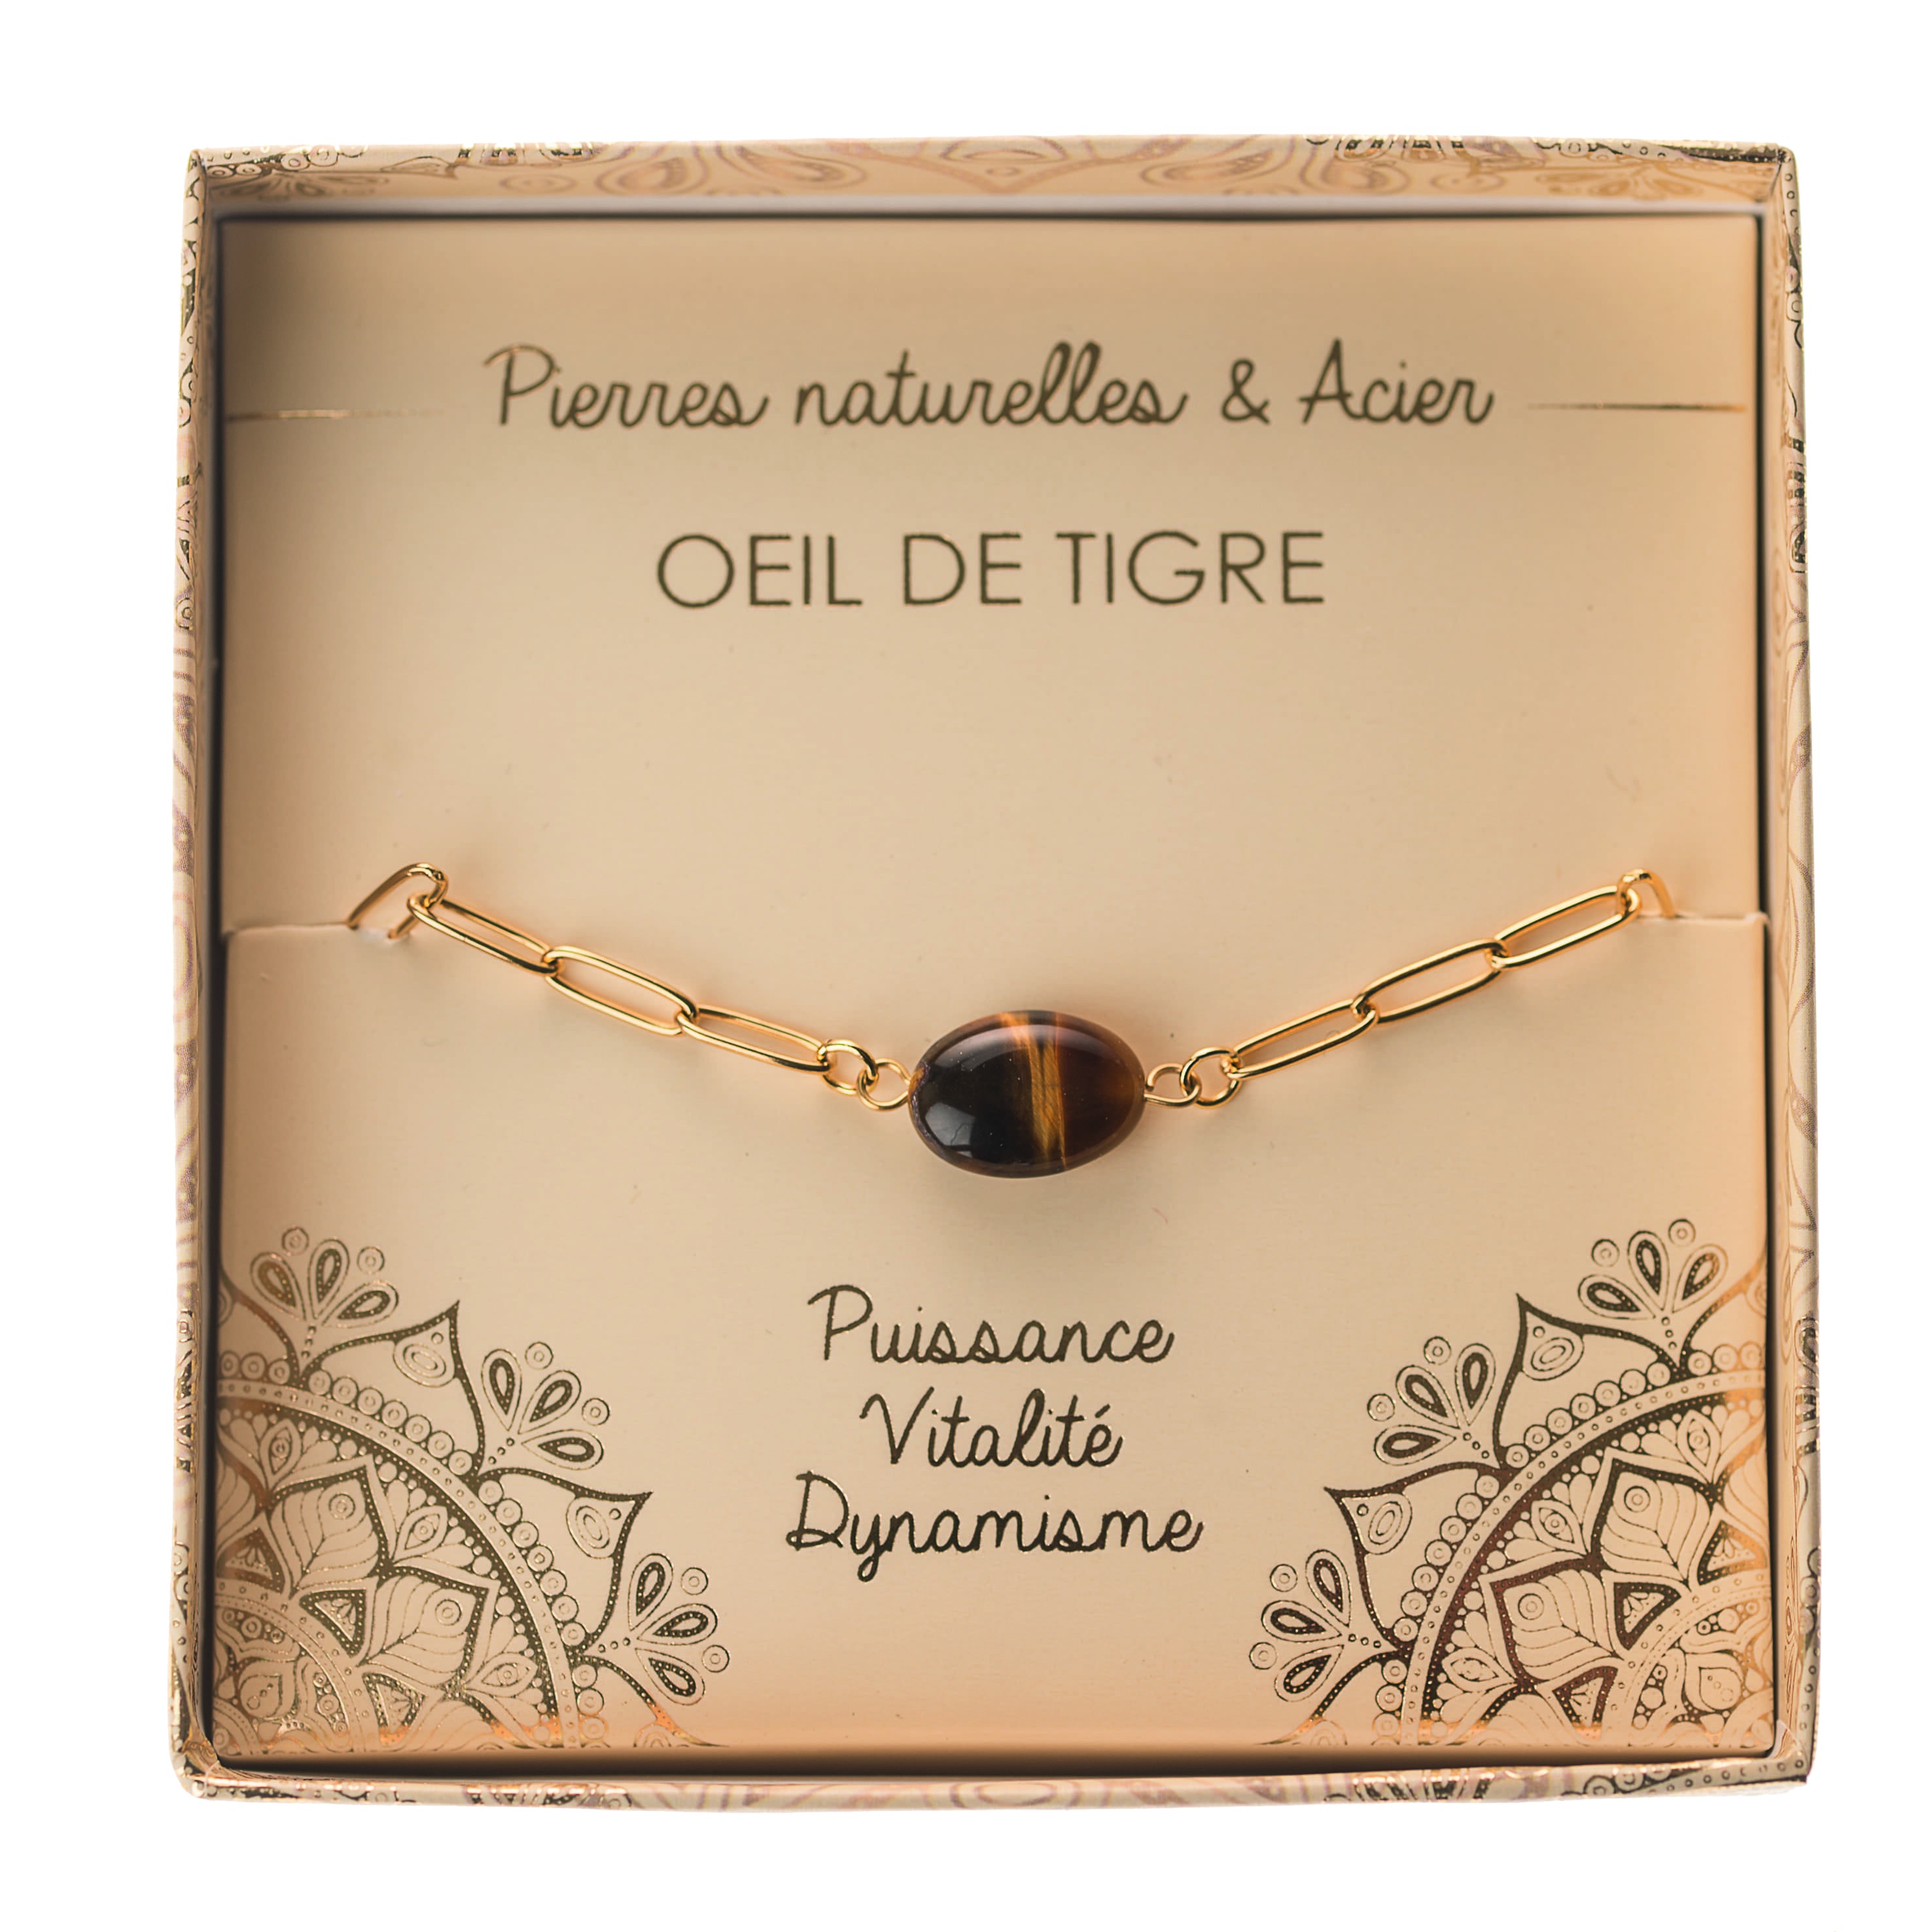 Pierres naturelles & Acier
OEIL DE TIGRE
Puissance
Vitalité
Dynamisme